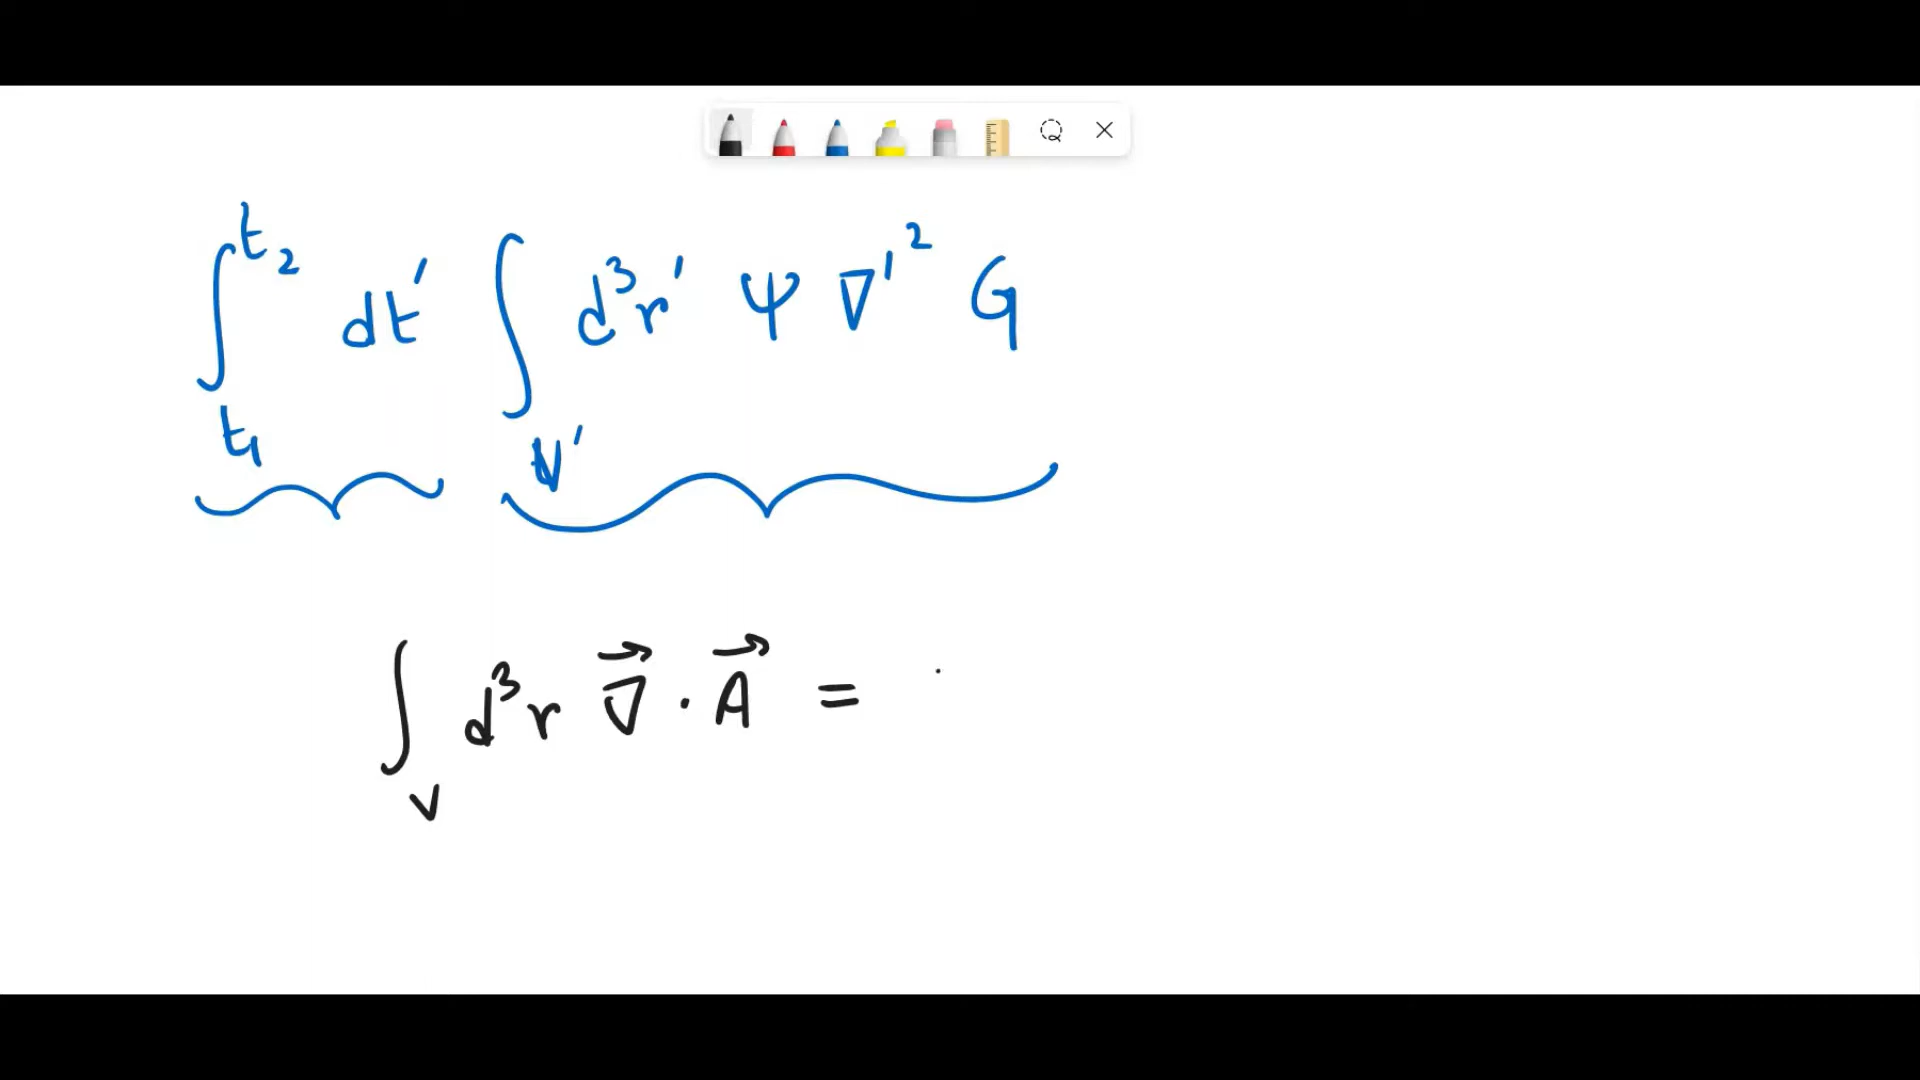 ∫_{t₁}^{t₂} dt′ ∫_{V′} d³r′ ψ ∇′² G
∫_V d³r ∇⃗ · A⃗ =